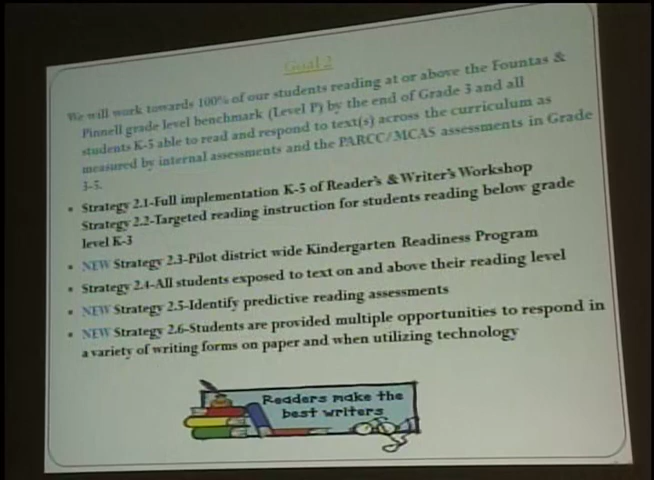 Goal 2
We will work towards 100% of our students reading at or above the Fountas &
Pinnell grade level benchmark (Level P) by the end of Grade 3 and all
students K-5 able to read and respond to text(s) across the curriculum as
measured by internal assessments and the PARCC/MCAS assessments in Grade
3-5.
• Strategy 2.1-Full implementation K-5 of Reader's & Writer's Workshop
Strategy 2.2-Targeted reading instruction for students reading below grade
level K-3
• NEW Strategy 2.3-Pilot district wide Kindergarten Readiness Program
• Strategy 2.4-All students exposed to text on and above their reading level
• NEW Strategy 2.5-Identify predictive reading assessments
• NEW Strategy 2.6-Students are provided multiple opportunities to respond in
a variety of writing forms on paper and when utilizing technology
Readers make the
best writers